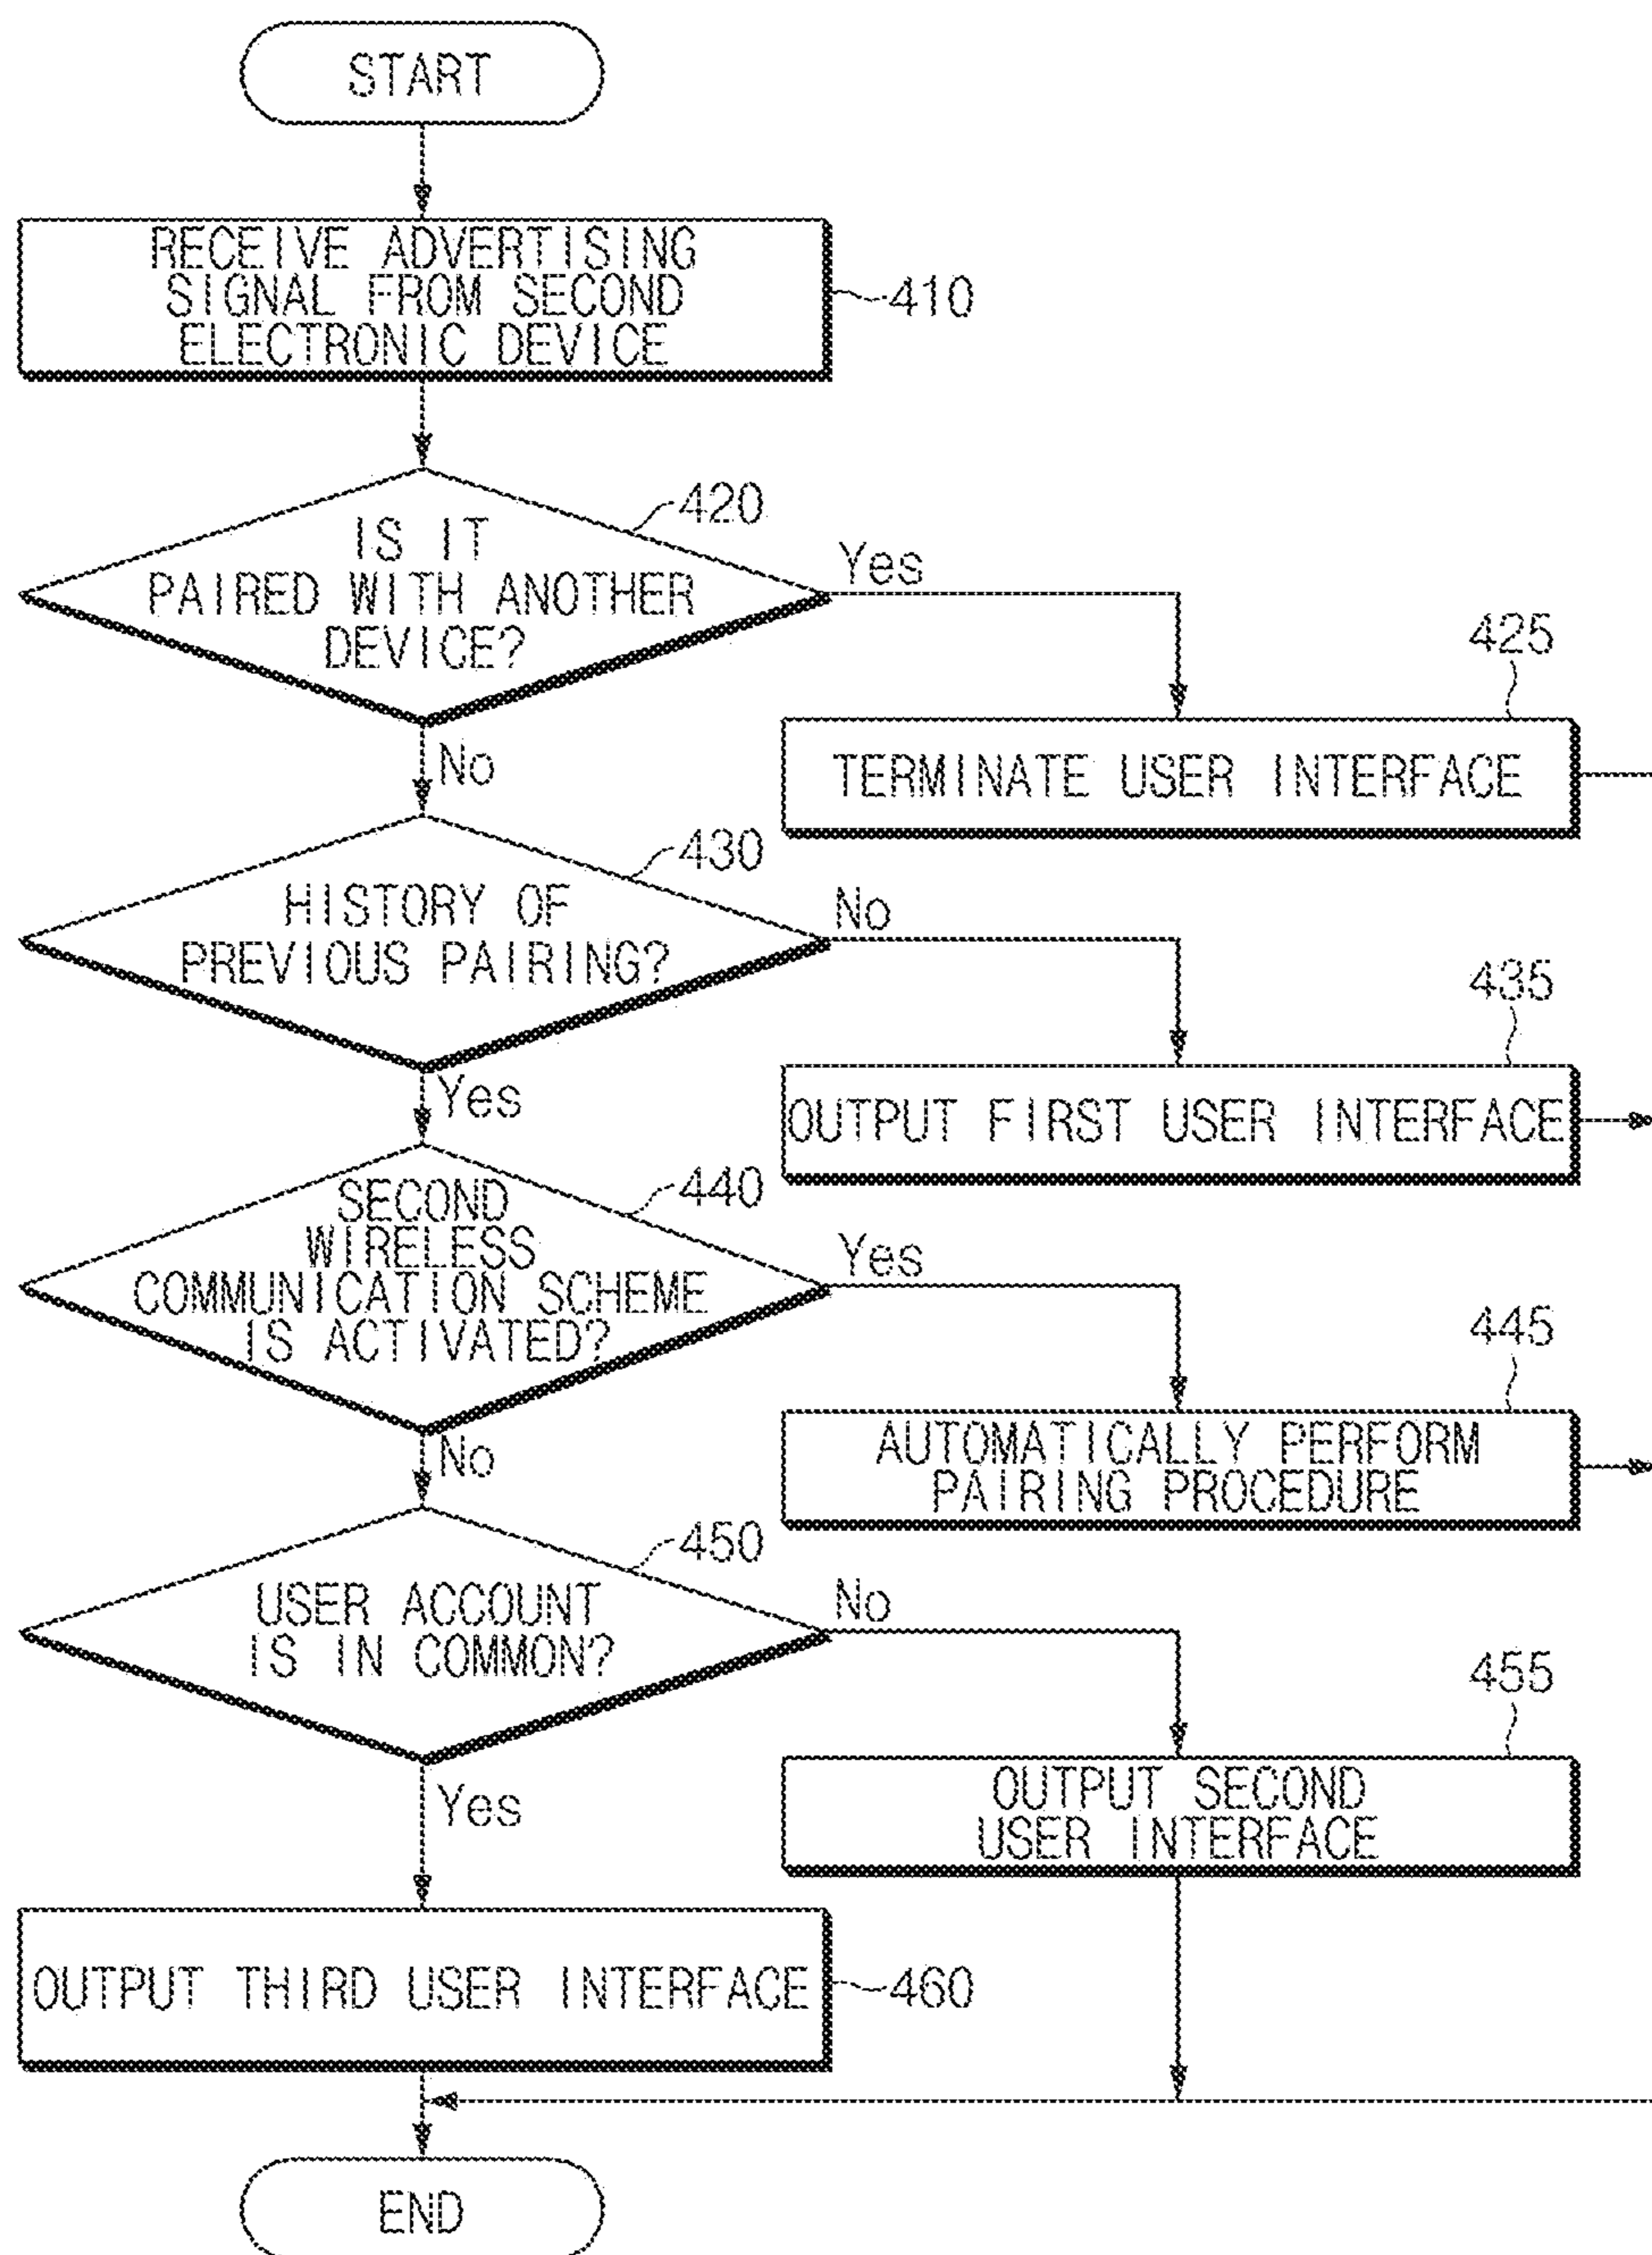 START
RECEIVE ADVERTISING
SIGNAL FROM SECOND
ELECTRONIC DEVICE
410
420
IS IT
PAIRED WITH ANOTHER
DEVICE?
Yes
No
425
TERMINATE USER INTERFACE
430
HISTORY OF
PREVIOUS PAIRING?
No
Yes
435
OUTPUT FIRST USER INTERFACE
440
SECOND
WIRELESS
COMMUNICATION SCHEME
IS ACTIVATED?
Yes
No
445
AUTOMATICALLY PERFORM
PAIRING PROCEDURE
450
USER ACCOUNT
IS IN COMMON?
No
Yes
455
OUTPUT SECOND
USER INTERFACE
OUTPUT THIRD USER INTERFACE
460
END